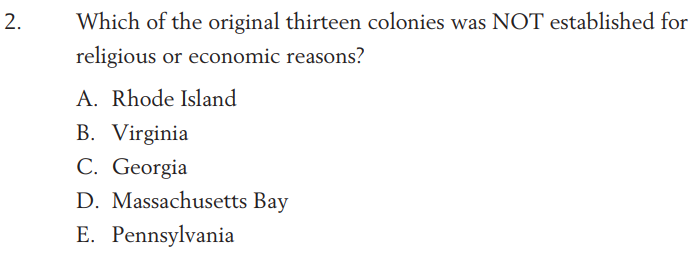 2. Which of the original thirteen colonies was NOT established for
religious or economic reasons?
A. Rhode Island
B. Virginia
C. Georgia
D. Massachusetts Bay
E. Pennsylvania